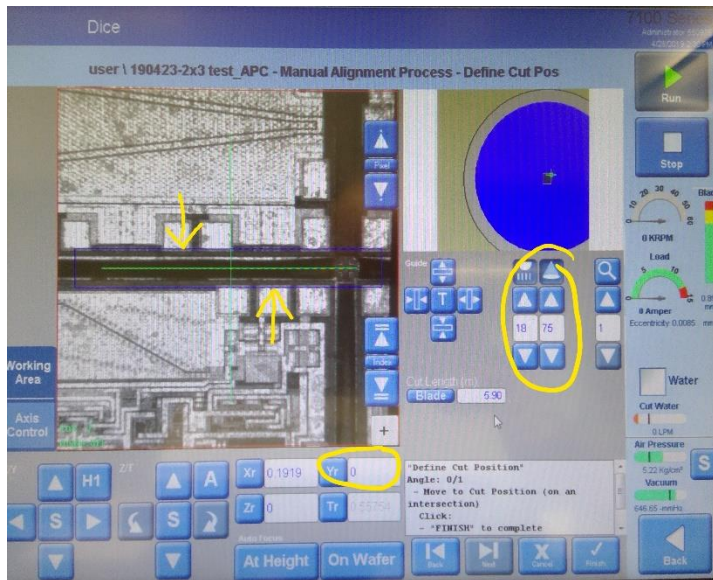 Dice
7100 Series
Administrator
user \ 190423-2x3 test_APC - Manual Alignment Process - Define Cut Pos
Run
Pixel
Stop
Guide
T
18
75
1
0 KRPM
Load
0 Amper
Eccentricity 0.0085
Index
Cut Length (m)
Blade
5.90
Working
Area
Axis
Control
Water
Cut Water
0 LPM
Air Pressure
5.22 Kg/cm²
Vacuum
646.65 -mmHg
S
H1
A
S
S
Xr
0.1919
Yr
0
Zr
0
Tr
Auto Focus
At Height
On Wafer
"Define Cut Position"
Angle: 0/1
- Move to Cut Position (on an
intersection)
Click:
- "FINISH" to complete
Back
Next
Cancel
Finish
Back